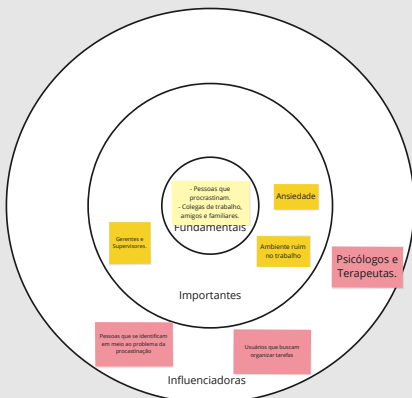 - Pessoas que
procrastinam.
- Colegas de trabalho,
amigos e familiares.
Fundamentais
Ansiedade
Gerentes e
Supervisores.
Ambiente ruim
no trabalho
Psicólogos e
Terapeutas.
Importantes
Pessoas que se identificam
em meio ao problema da
procastinação
Usuários que buscam
organizar tarefas
Influenciadoras